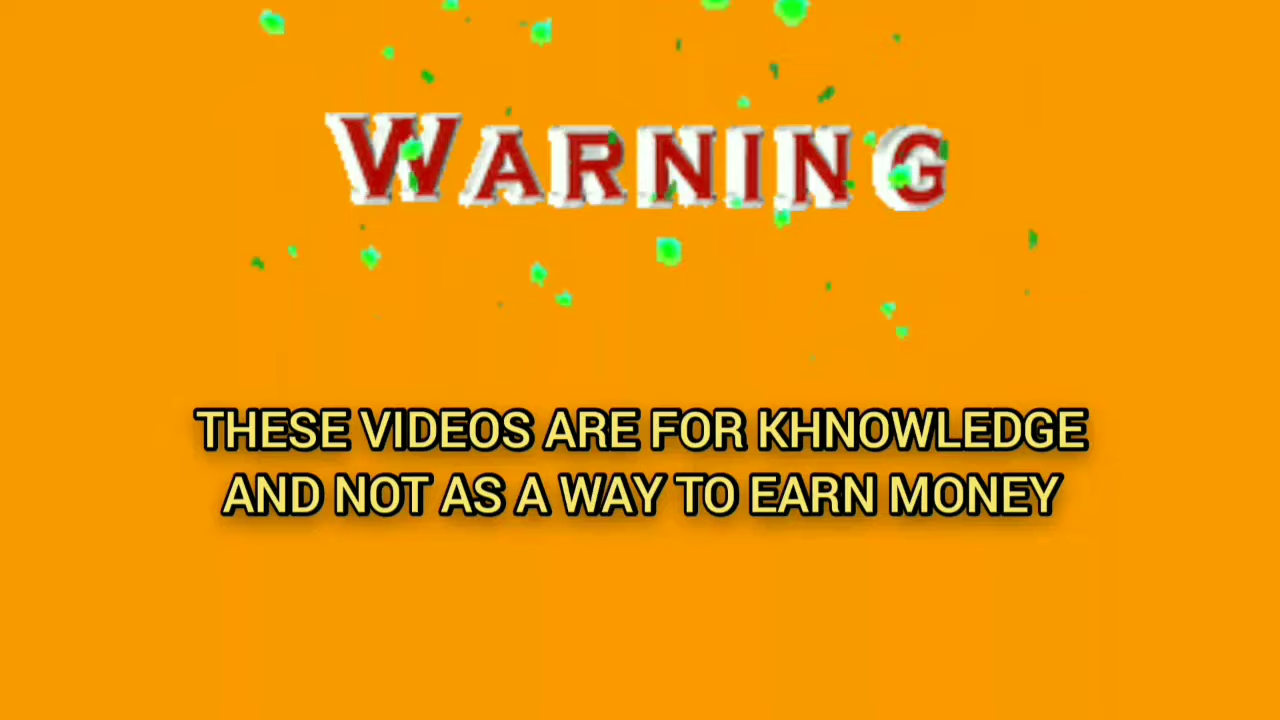 WARNING
THESE VIDEOS ARE FOR KHNOWLEDGE
AND NOT AS A WAY TO EARN MONEY